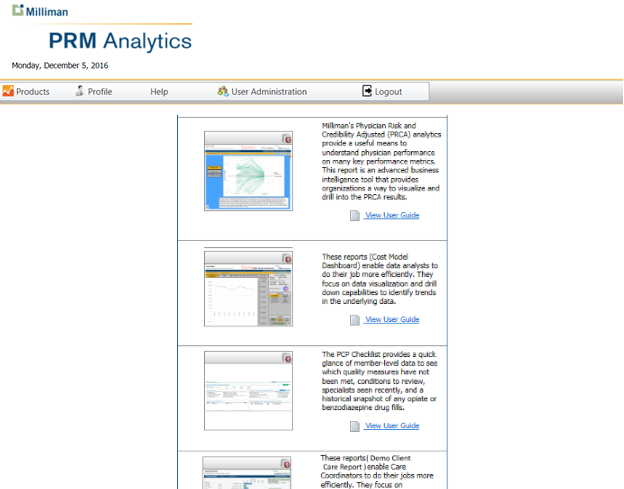 Milliman
PRM Analytics
Monday, December 5, 2016
Products Profile Help User Administration Logout
Milliman's Physician Risk and
Credibility Adjusted (PRCA) analytics
provide a useful means to
understand physician performance
on many key performance metrics.
This report is an advanced business
intelligence tool that provides
organizations a way to visualize and
drill into the PRCA results.
View User Guide
These reports (Cost Model
Dashboard) enable data analysts to
do their job more efficiently. They
focus on data visualization and drill
down capabilities to identify trends
in the underlying data.
View User Guide
The PCP Checklist provides a quick
glance of member-level data to see
which quality measures have not
been met, conditions to review,
specialists seen recently, and a
historical snapshot of any opiate or
benzodiazepine drug fills.
View User Guide
These reports( Demo Client
Care Report )enable Care
Coordinators to do their jobs more
efficiently. They focus on